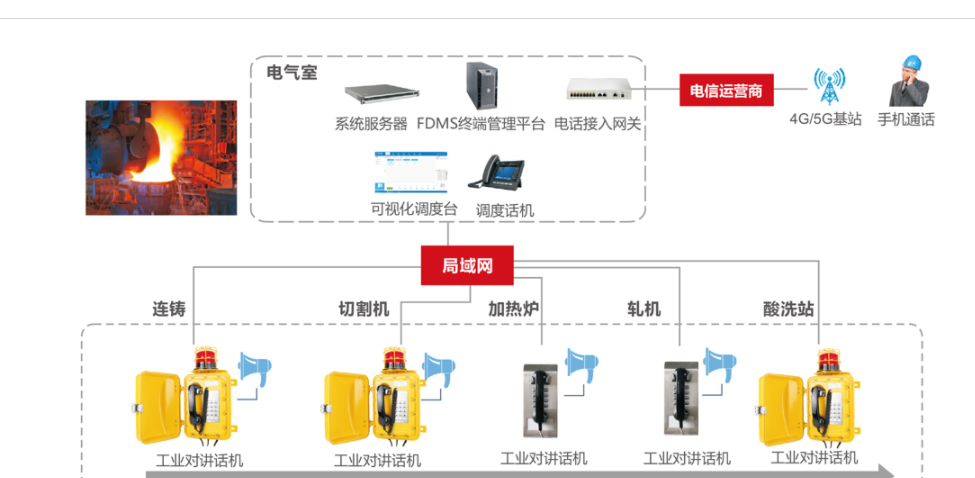 电气室
系统服务器
FDMS终端管理平台
电话接入网关
电信运营商
4G/5G基站
手机通话
可视化调度台
调度话机
局域网
连铸
切割机
加热炉
轧机
酸洗站
工业对讲话机
工业对讲话机
工业对讲话机
工业对讲话机
工业对讲话机